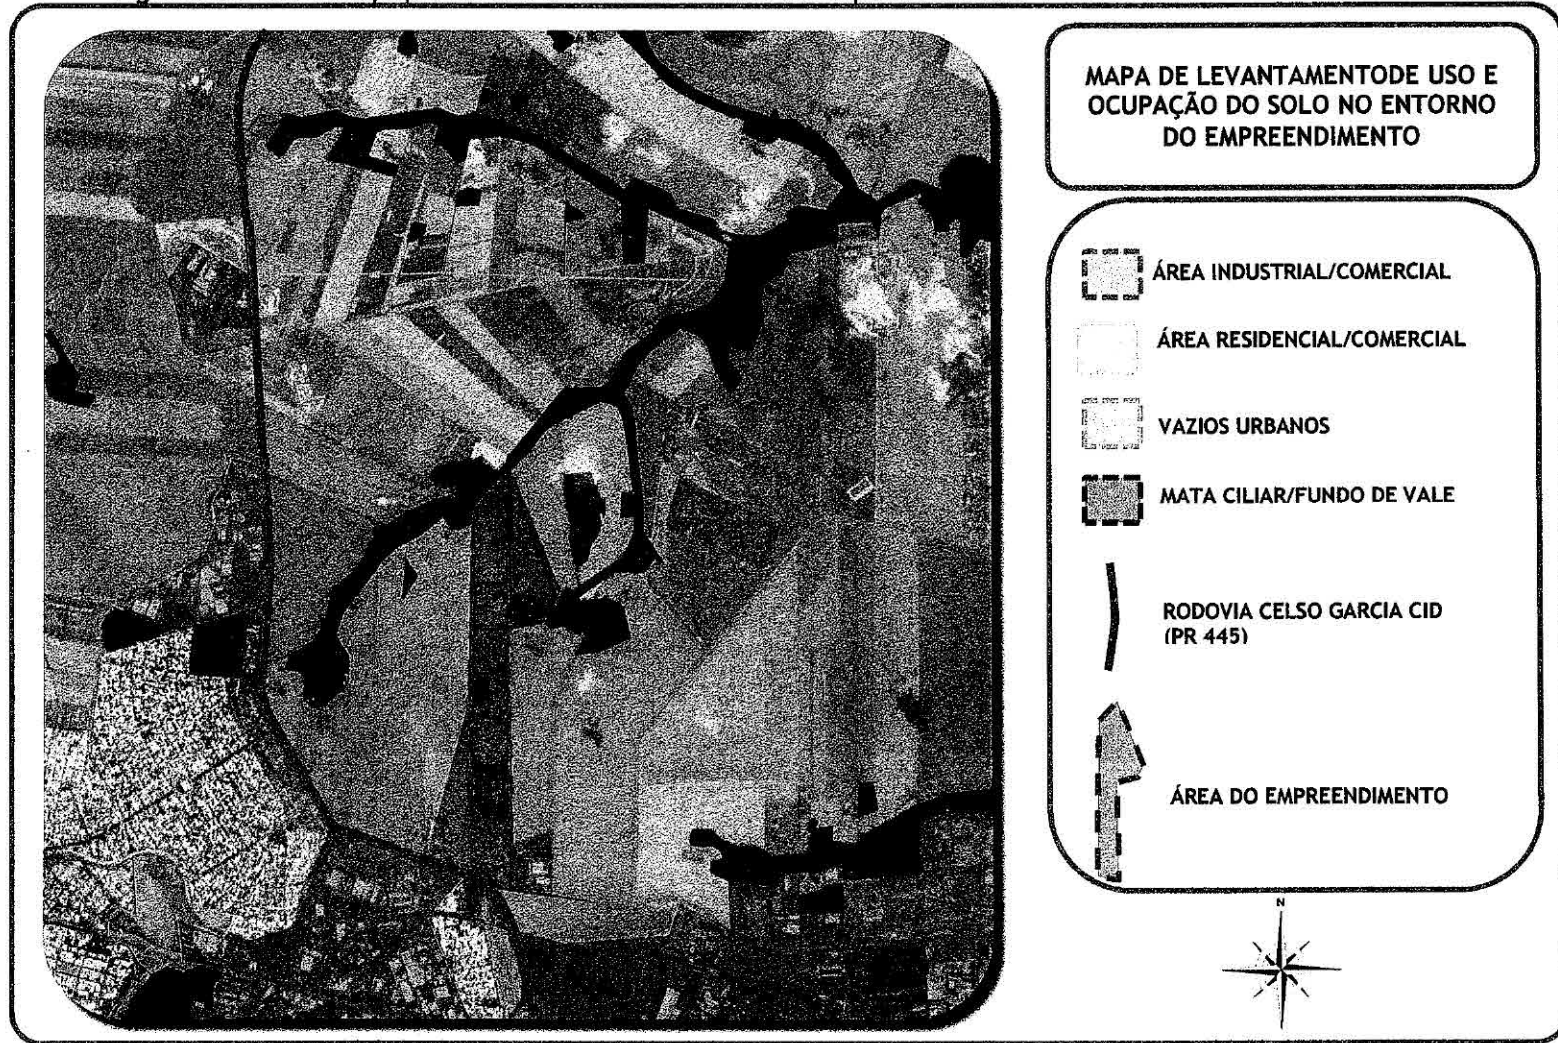 MAPA DE LEVANTAMENTODE USO E
OCUPAÇÃO DO SOLO NO ENTORNO
DO EMPREENDIMENTO
ÁREA INDUSTRIAL/COMERCIAL
ÁREA RESIDENCIAL/COMERCIAL
VAZIOS URBANOS
MATA CILIAR/FUNDO DE VALE
RODOVIA CELSO GARCIA CID
(PR 445)
ÁREA DO EMPREENDIMENTO
N